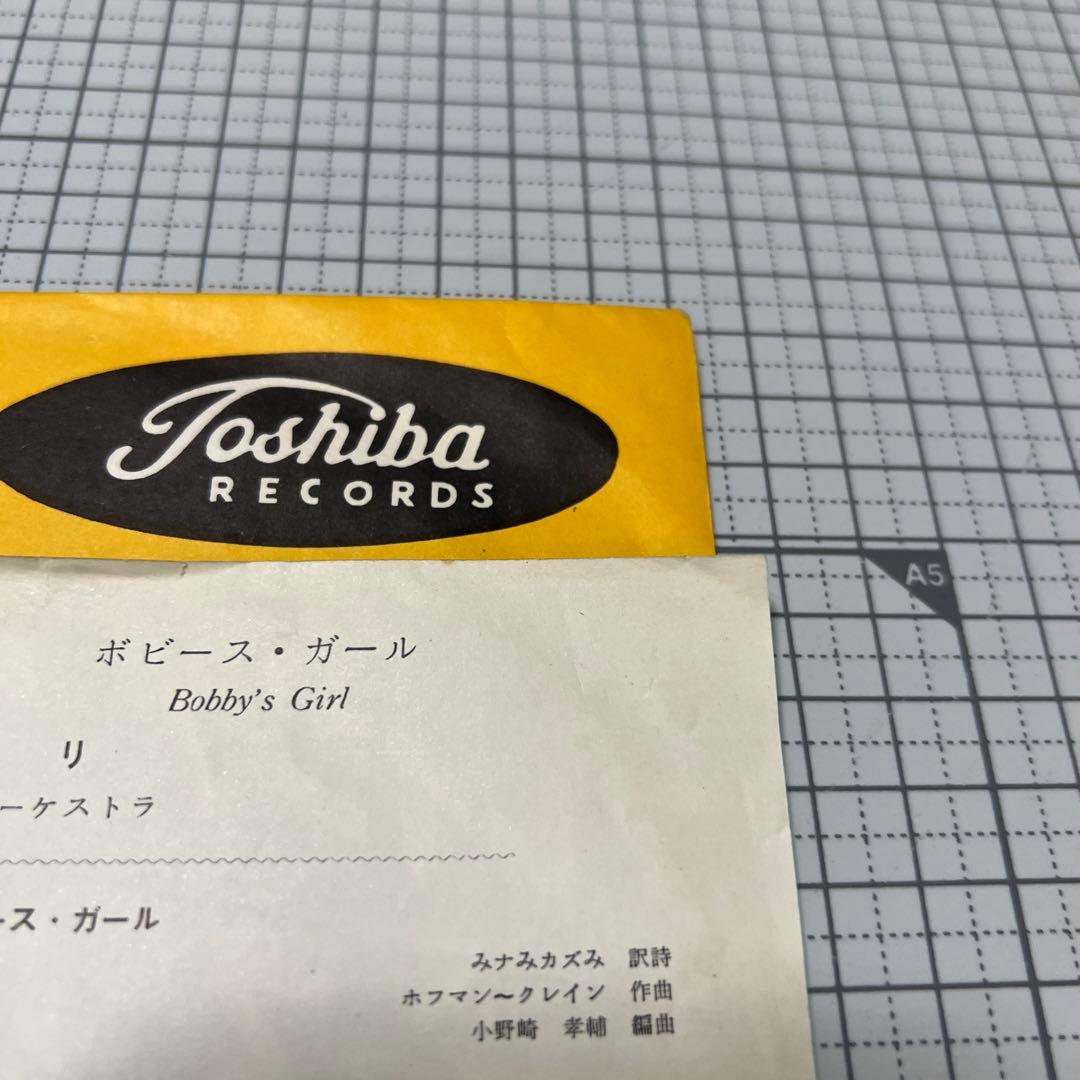 Toshiba
RECORDS
A5
ボビース・ガール
Bobby's Girl
リ
ーケストラ
ース・ガール
みナみカズみ 訳詩
ホフマン〜クレイン 作曲
小野崎 孝輔 編曲